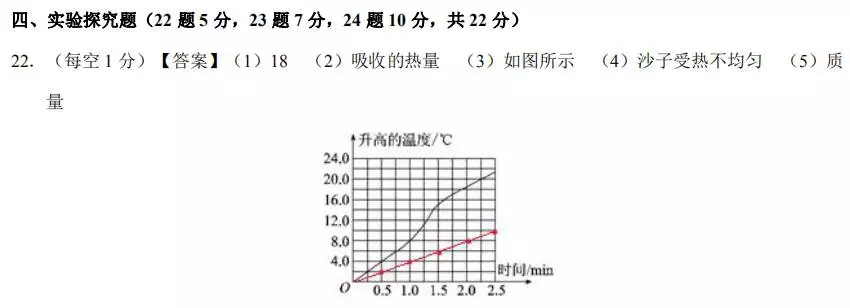 四、实验探究题（22 题 5 分，23 题 7 分，24 题 10 分，共 22 分）
22. （每空 1 分）【答案】（1）18 （2）吸收的热量 （3）如图所示 （4）沙子受热不均匀 （5）质
量
升高的温度/℃
24.0
20.0
16.0
12.0
8.0
4.0
时间/min
O 0.5 1.0 1.5 2.0 2.5